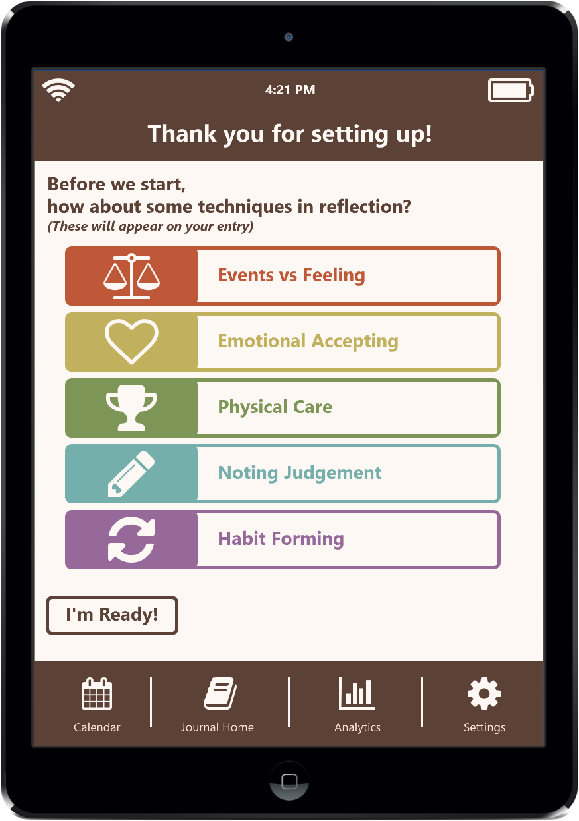 4:21 PM
Thank you for setting up!
Before we start,
how about some techniques in reflection?
(These will appear on your entry)
Events vs Feeling
Emotional Accepting
Physical Care
Noting Judgement
Habit Forming
I'm Ready!
Calendar
Journal Home
Analytics
Settings